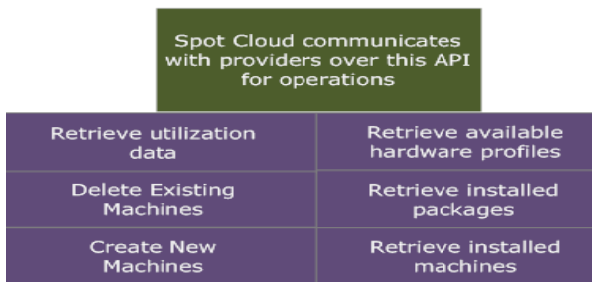 Spot Cloud communicates
with providers over this API
for operations
Retrieve utilization
data
Retrieve available
hardware profiles
Delete Existing
Machines
Retrieve installed
packages
Create New
Machines
Retrieve installed
machines